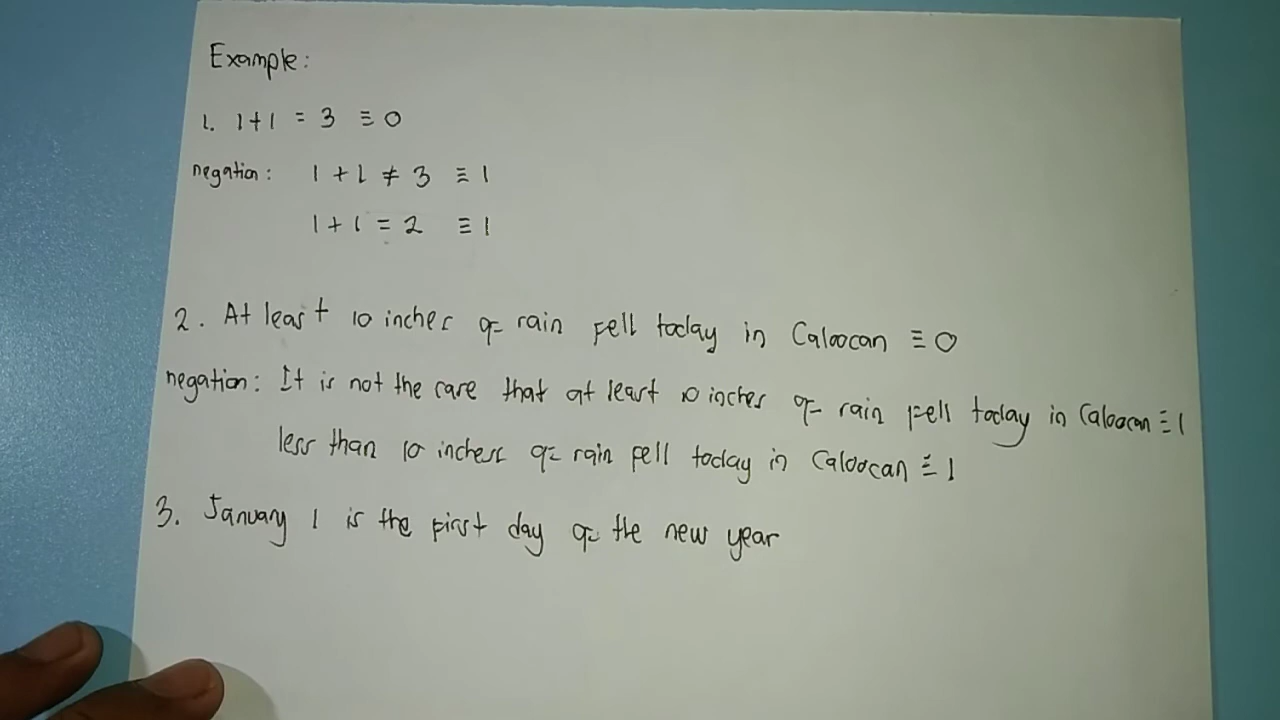 Example:
1. 1+1 = 3 ≡ 0
negation: 1 + 1 ≠ 3 ≡ 1
1 + 1 = 2 ≡ 1
2. At least 10 inches of rain fell today in Caloocan ≡ 0
negation: It is not the case that at least 10 inches of rain fell today in Caloocan ≡ 1
less than 10 inches of rain fell today in Caloocan ≡ 1
3. January 1 is the first day of the new year